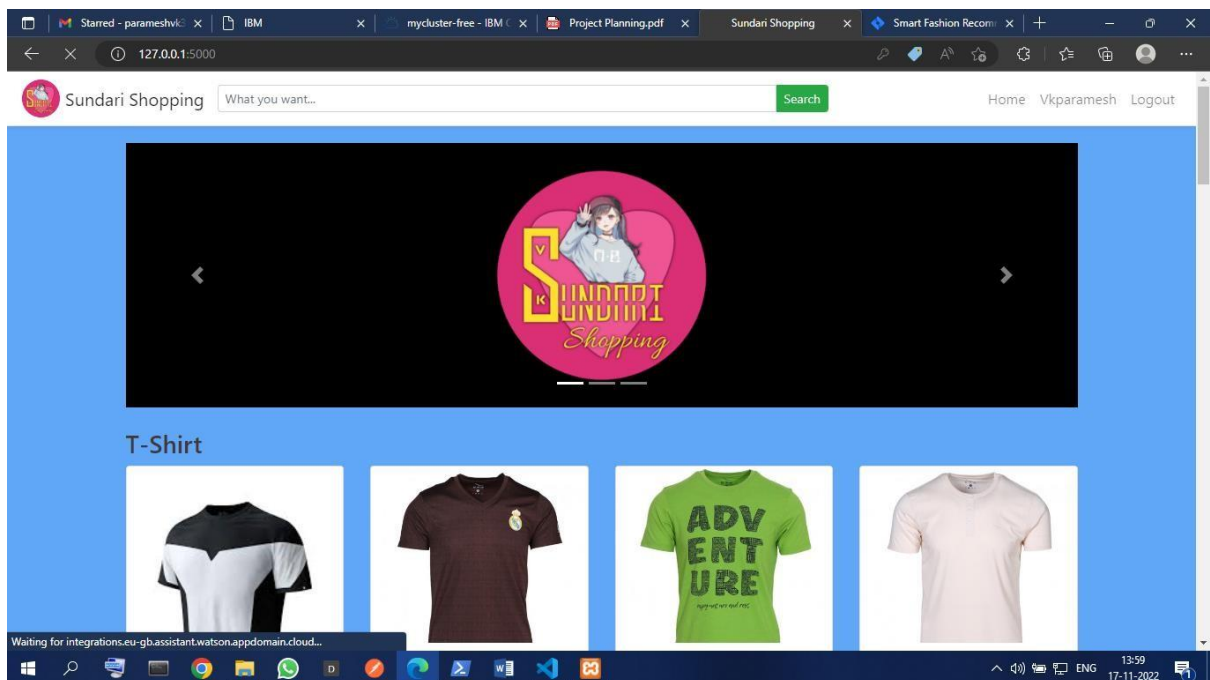 Starred - parameshvk3
IBM
mycluster-free - IBM C
Project Planning.pdf
Sundari Shopping
Smart Fashion Recom
127.0.0.1:5000
Sundari Shopping
What you want...
Search
Home Vkparamesh Logout
V
SUNDARI
K
Shopping
T-Shirt
ADV
ENT
URE
Waiting for integrations.eu-gb.assistant.watson.appdomain.cloud...
ENG
13:59
17-11-2022